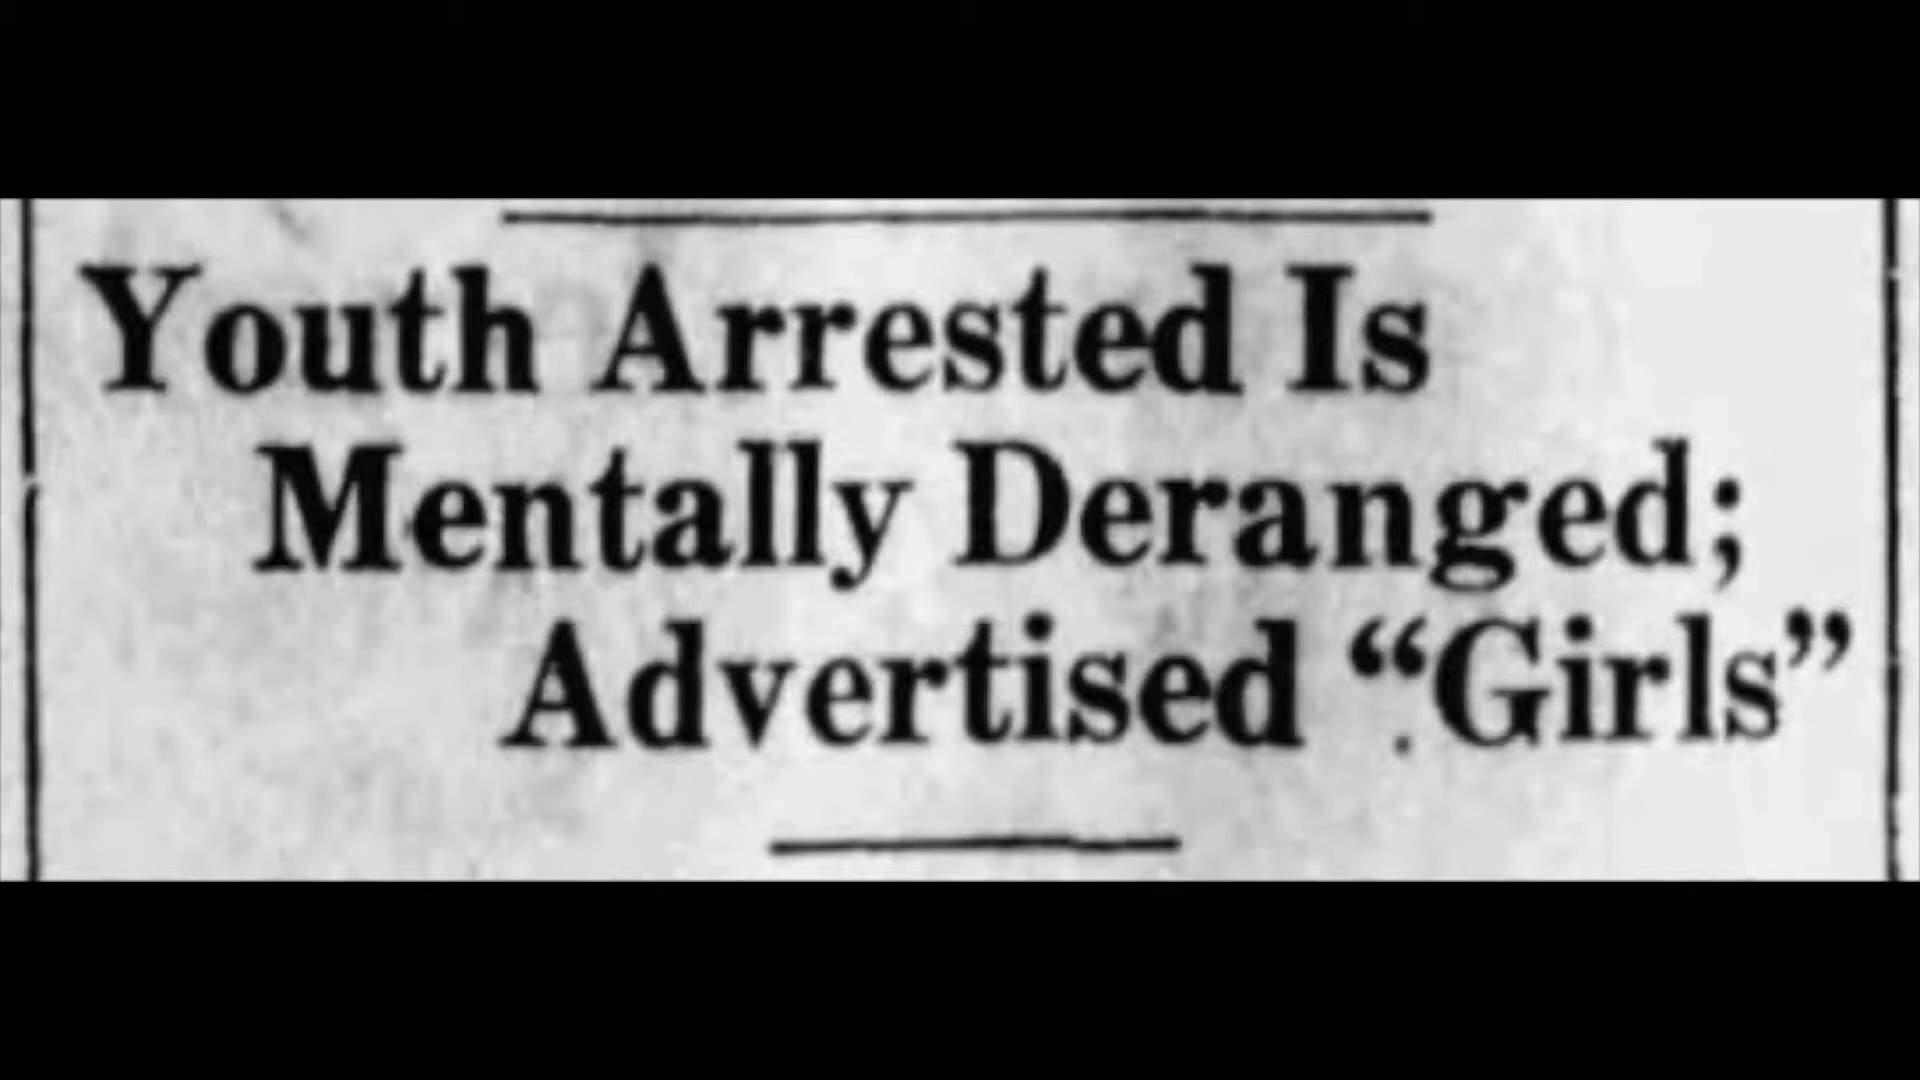 Youth Arrested Is
Mentally Deranged;
Advertised “Girls”